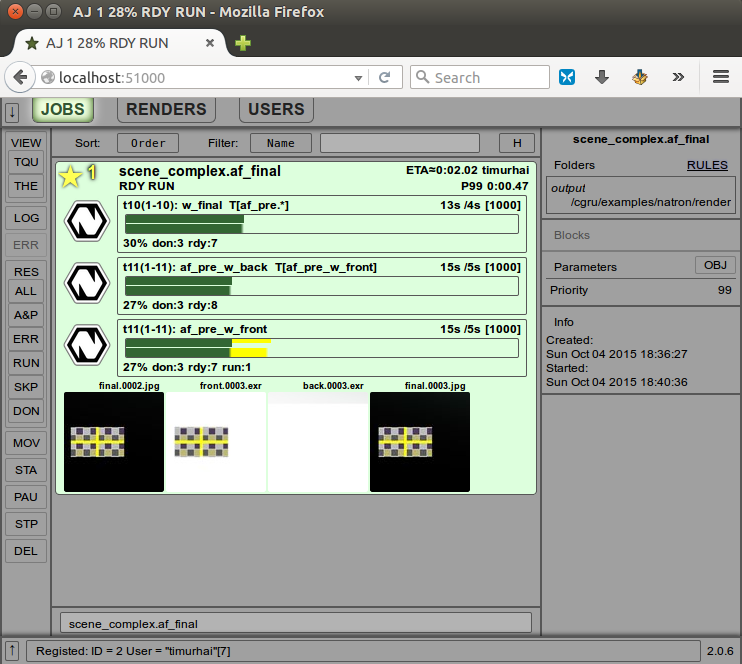 AJ 1 28% RDY RUN - Mozilla Firefox
AJ 1 28% RDY RUN
localhost:51000
Search
JOBS RENDERS USERS
VIEW
TQU
THE
LOG
ERR
RES
ALL
A&P
ERR
RUN
SKP
DON
MOV
STA
PAU
STP
DEL
Sort: Order Filter: Name H
1 scene_complex.af_final ETA≈0:02.02 timurhai
RDY RUN P99 0:00.47
t10(1-10): w_final T[af_pre.*] 13s /4s [1000]
30% don:3 rdy:7
t11(1-11): af_pre_w_back T[af_pre_w_front] 15s /5s [1000]
27% don:3 rdy:8
t11(1-11): af_pre_w_front 15s /5s [1000]
27% don:3 rdy:7 run:1
final.0002.jpg front.0003.exr back.0003.exr final.0003.jpg
scene_complex.af_final
scene_complex.af_final
Folders RULES
output
/cgru/examples/natron/render
Blocks
Parameters OBJ
Priority 99
Info
Created:
Sun Oct 04 2015 18:36:27
Started:
Sun Oct 04 2015 18:40:36
Registed: ID = 2 User = "timurhai"[7] 2.0.6